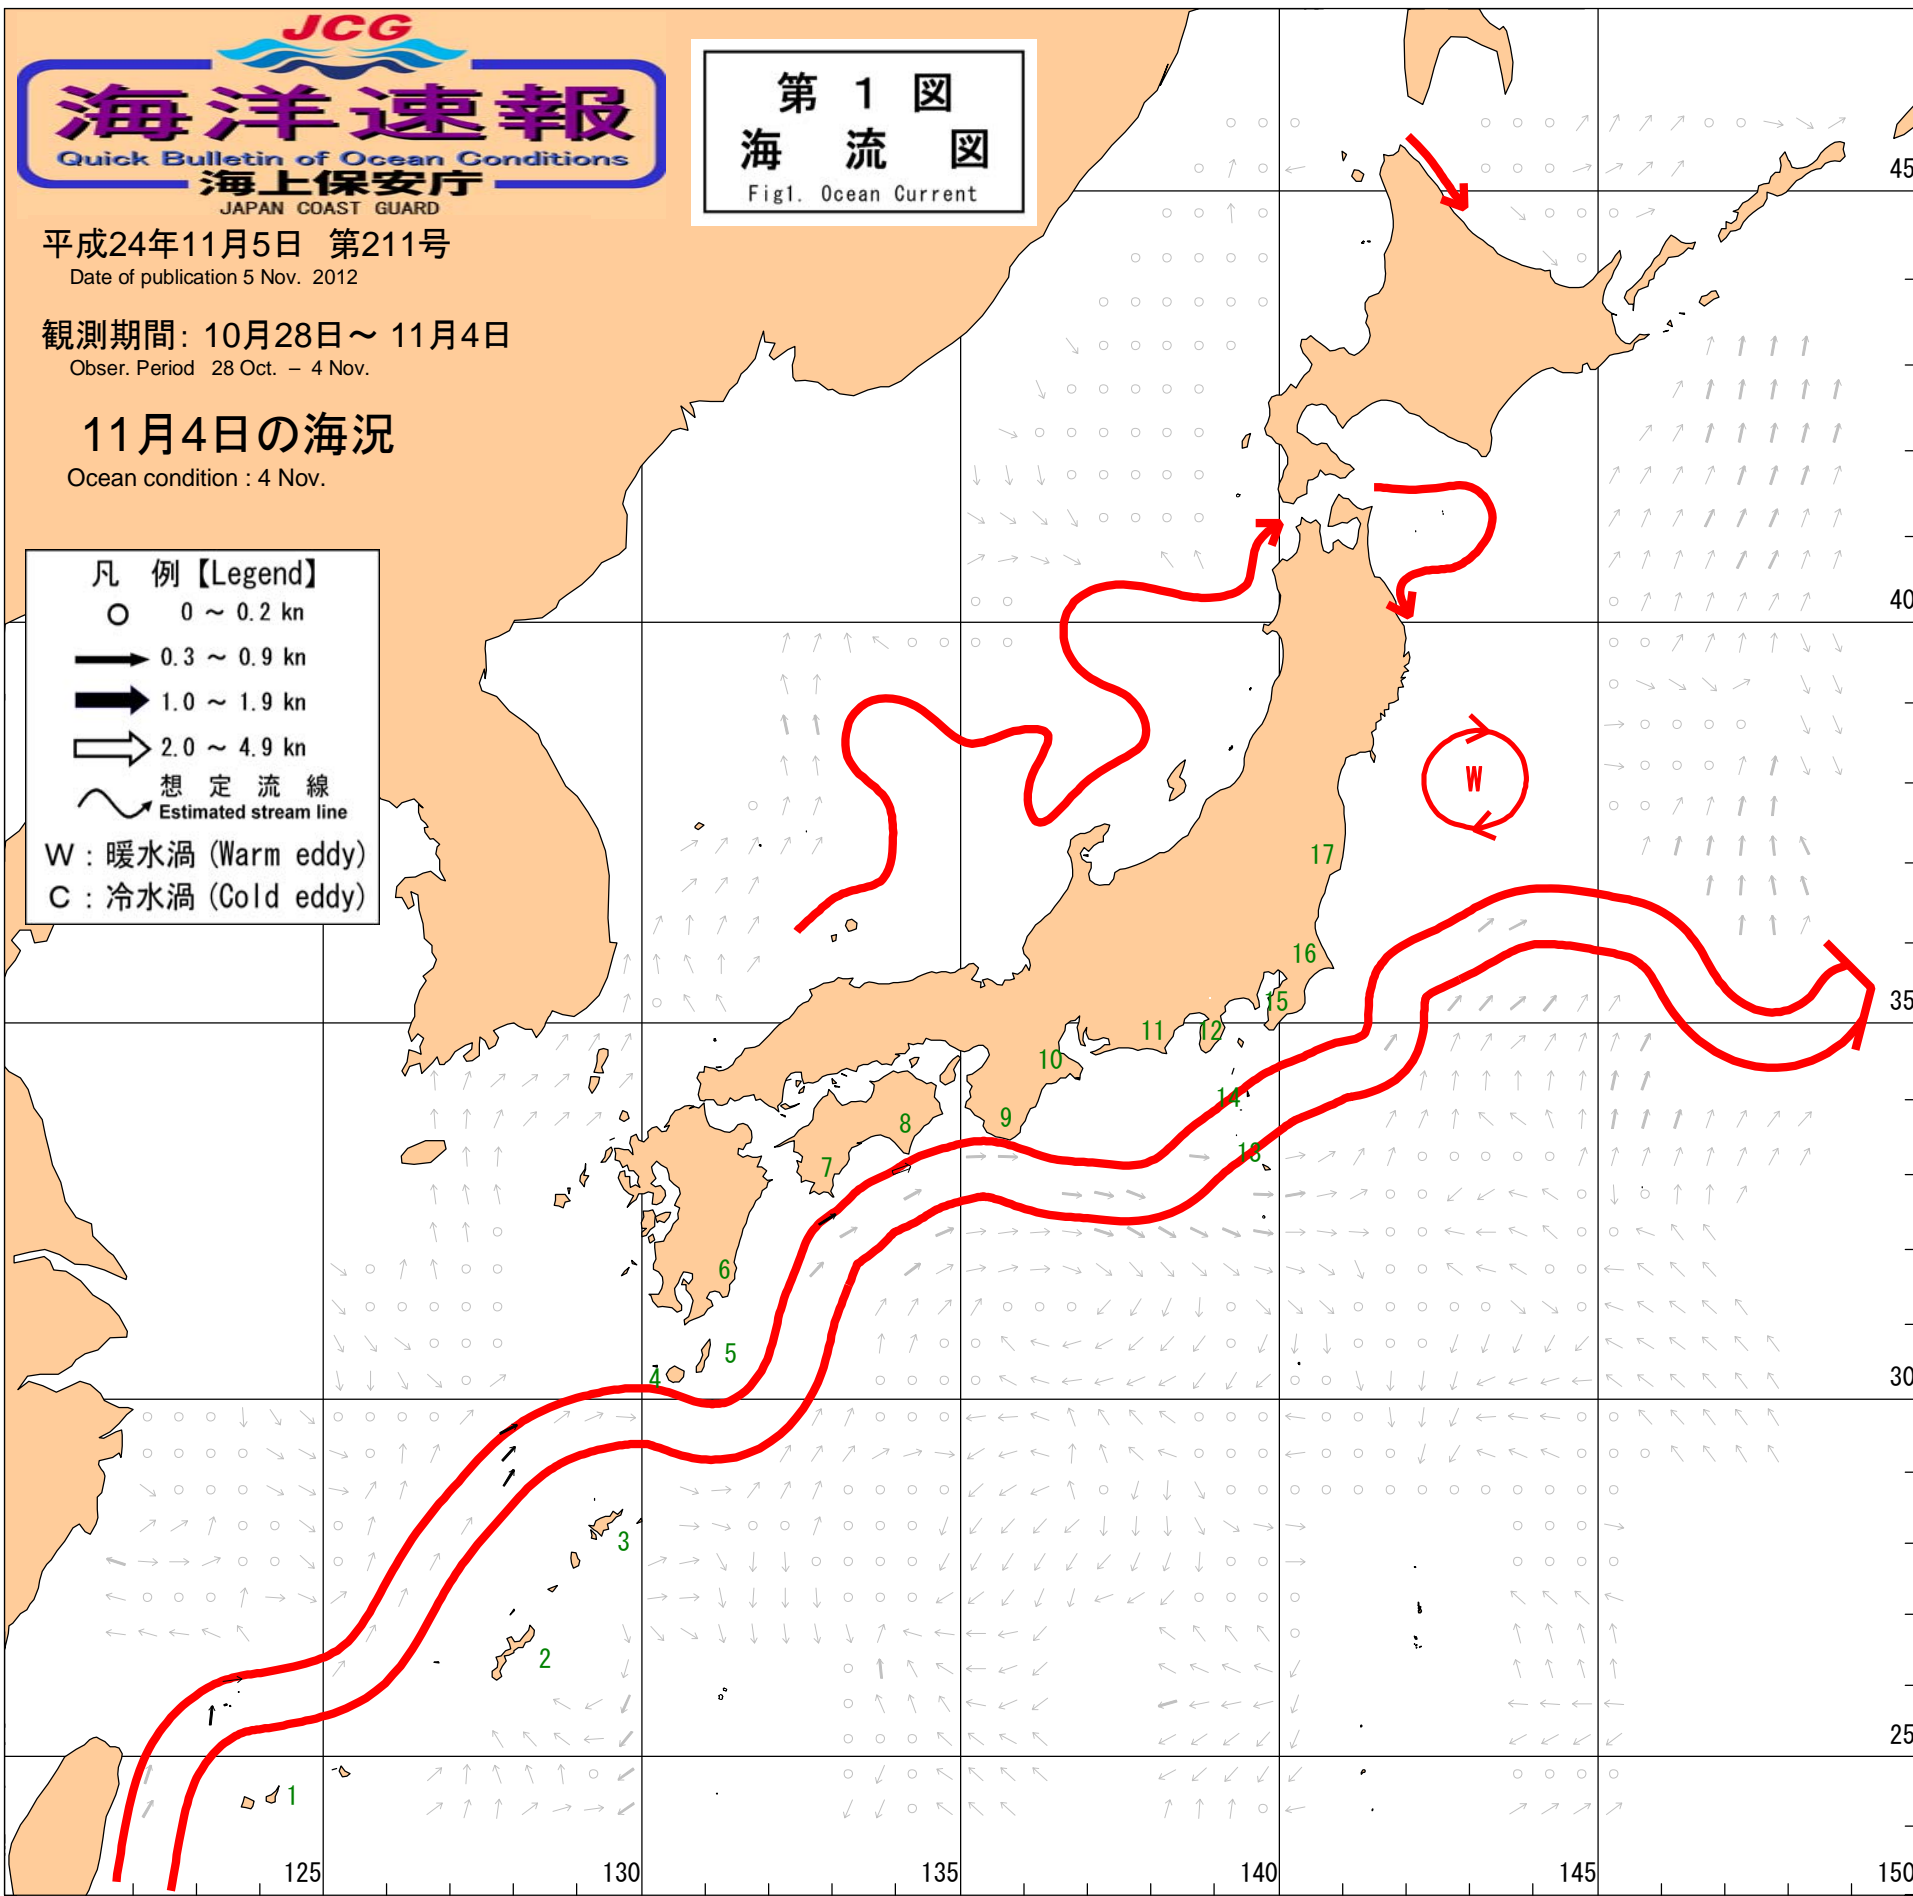 JCG
海洋速報
Quick Bulletin of Ocean Conditions
海上保安庁
JAPAN COAST GUARD
第 1 図
海 流 図
Fig1. Ocean Current
平成24年11月5日 第211号
Date of publication 5 Nov. 2012
観測期間: 10月28日～ 11月4日
Obser. Period 28 Oct. – 4 Nov.
11月4日の海況
Ocean condition : 4 Nov.
凡 例【Legend】
0 ～ 0.2 kn
0.3 ～ 0.9 kn
1.0 ～ 1.9 kn
2.0 ～ 4.9 kn
想 定 流 線
Estimated stream line
W : 暖水渦 (Warm eddy)
C : 冷水渦 (Cold eddy)
45
40
W
17
16
35
15
12
11
10
14
9
8
13
7
6
5
4
30
3
2
25
1
125
130
135
140
145
150